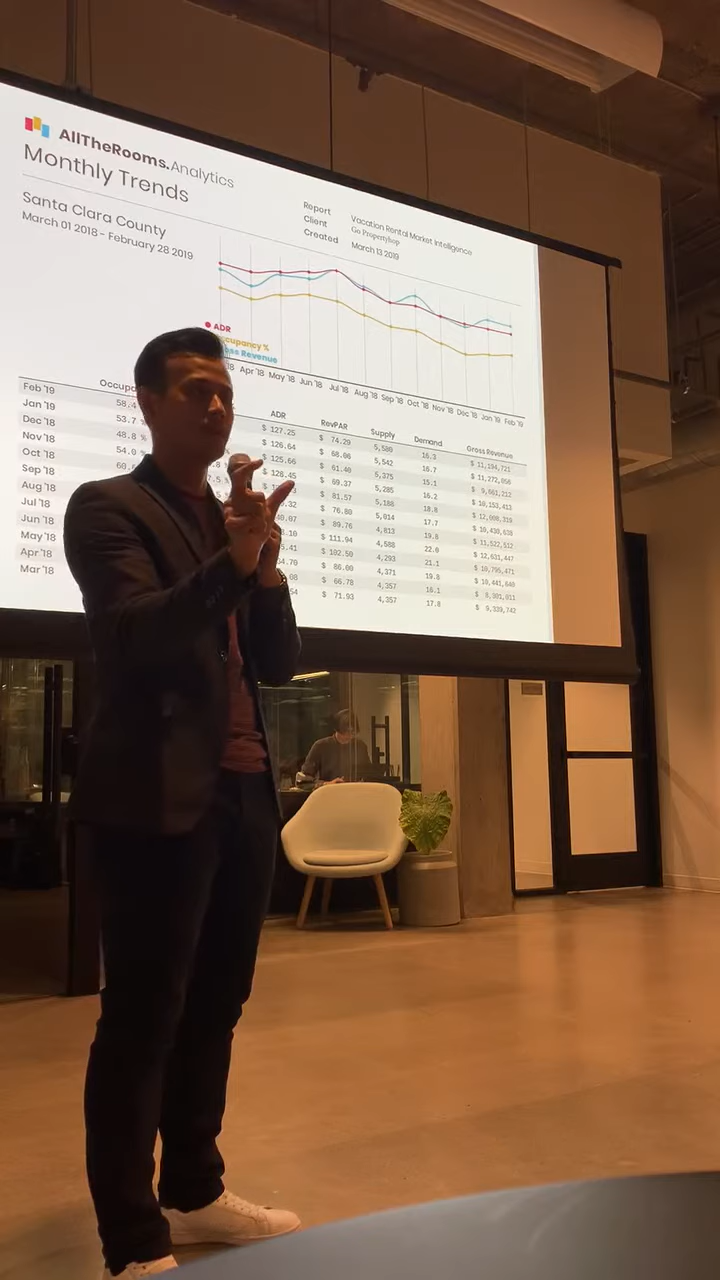 AllTheRooms.Analytics
Monthly Trends
Santa Clara County
March 01 2018 - February 28 2019
Report Vacation Rental Market Intelligence
Client Go Propertyhop
Created March 13 2019
ADR
Occupancy %
Revenue
Apr '18 May '18 Jun '18 Jul '18 Aug '18 Sep '18 Oct '18 Nov '18 Dec '18 Jan '19 Feb '19
ADR RevPAR Supply Demand Gross Revenue
Feb '19 58.4 $ 127.25 $ 74.29 5,580 16.3 $ 11,194,721
Jan '19 53.7 % $ 126.64 $ 68.06 5,542 16.7 $ 11,272,056
Dec '18 48.8 % $ 125.66 $ 61.40 5,375 15.1 $ 9,661,212
Nov '18 54.0 % $ 128.45 $ 69.37 5,285 16.2 $ 10,153,413
Oct '18 $ 81.57 5,188 18.8 $ 12,008,319
Sep '18 $ 76.80 5,014 17.7 $ 10,430,638
Aug '18 $ 89.76 4,813 19.8 $ 11,522,512
Jul '18 $ 111.94 4,588 22.0 $ 12,631,447
Jun '18 $ 102.50 4,293 21.1 $ 10,795,471
May '18 $ 86.00 4,371 19.8 $ 10,441,640
Apr '18 $ 66.78 4,357 16.1 $ 8,301,011
Mar '18 $ 71.93 4,357 17.8 $ 9,339,742